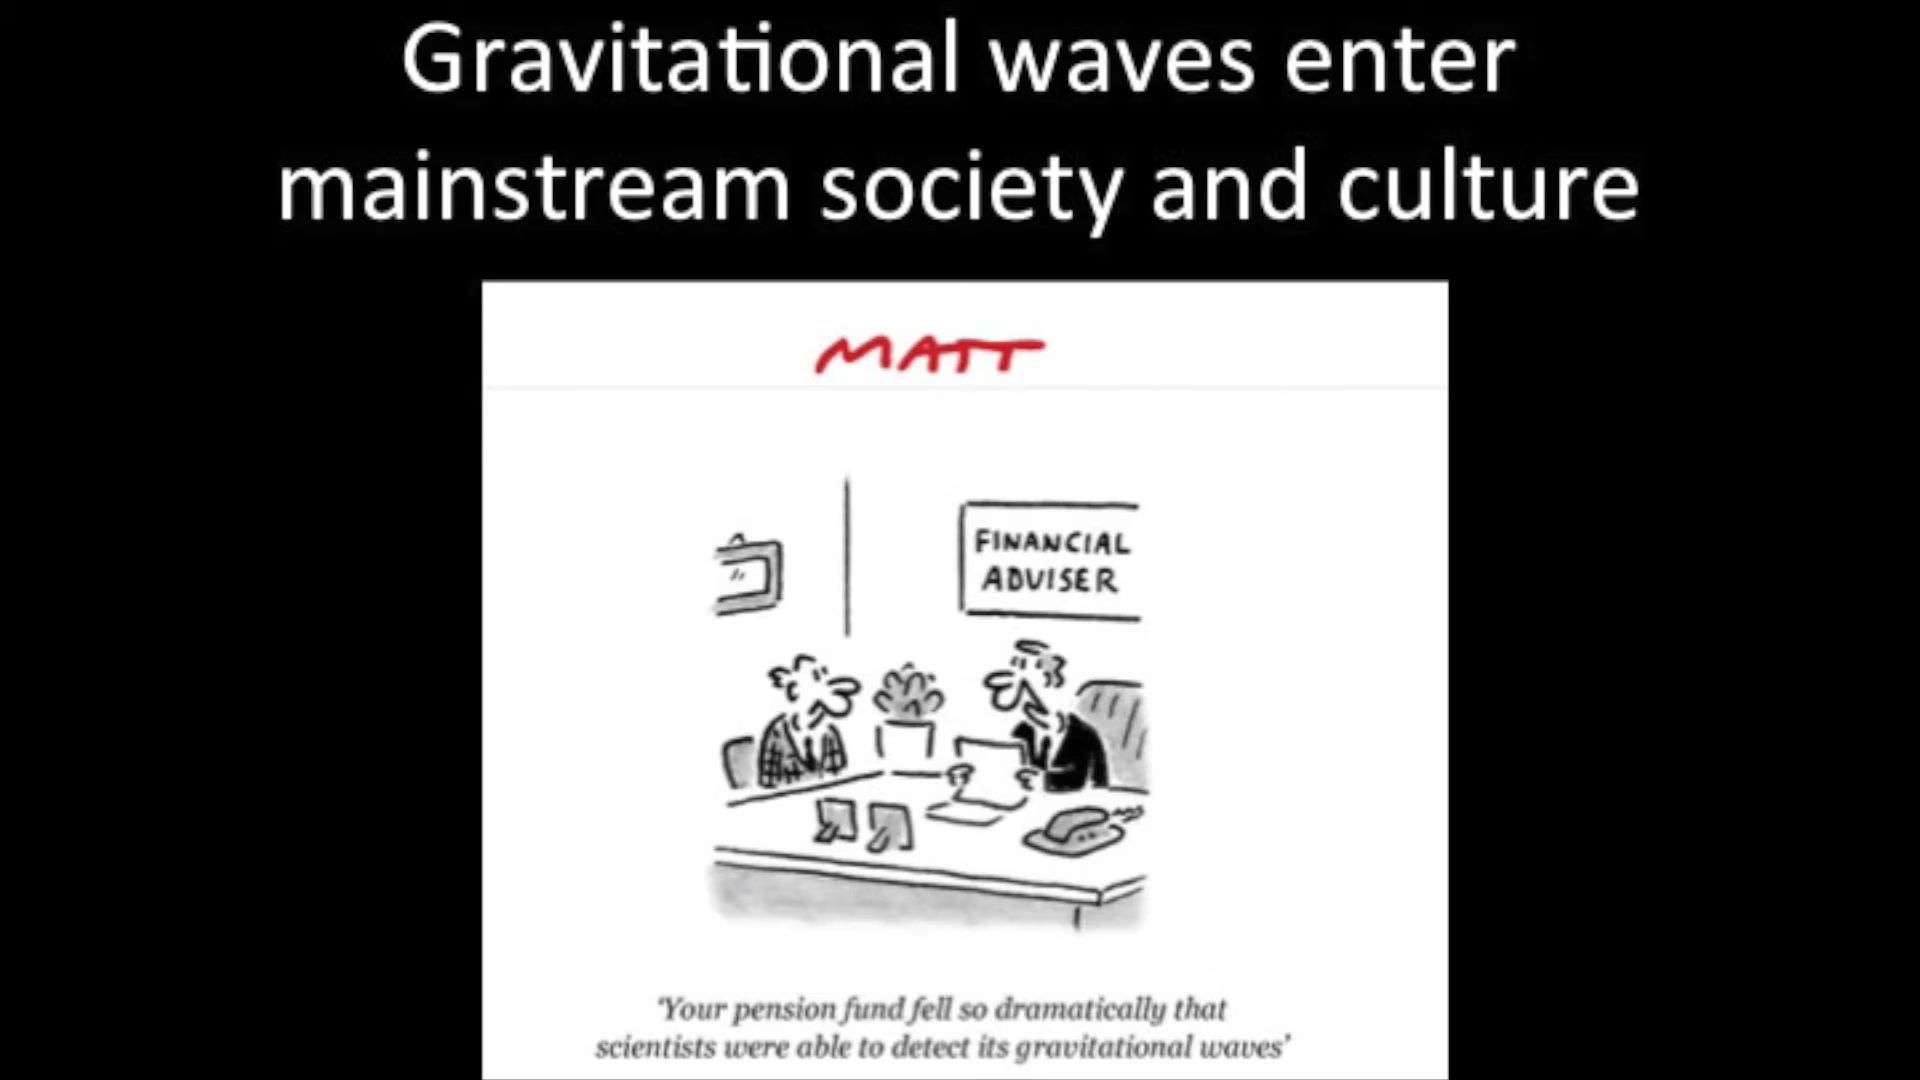 Gravitational waves enter
mainstream society and culture
MATT
FINANCIAL
ADVISER
‘Your pension fund fell so dramatically that
scientists were able to detect its gravitational waves’